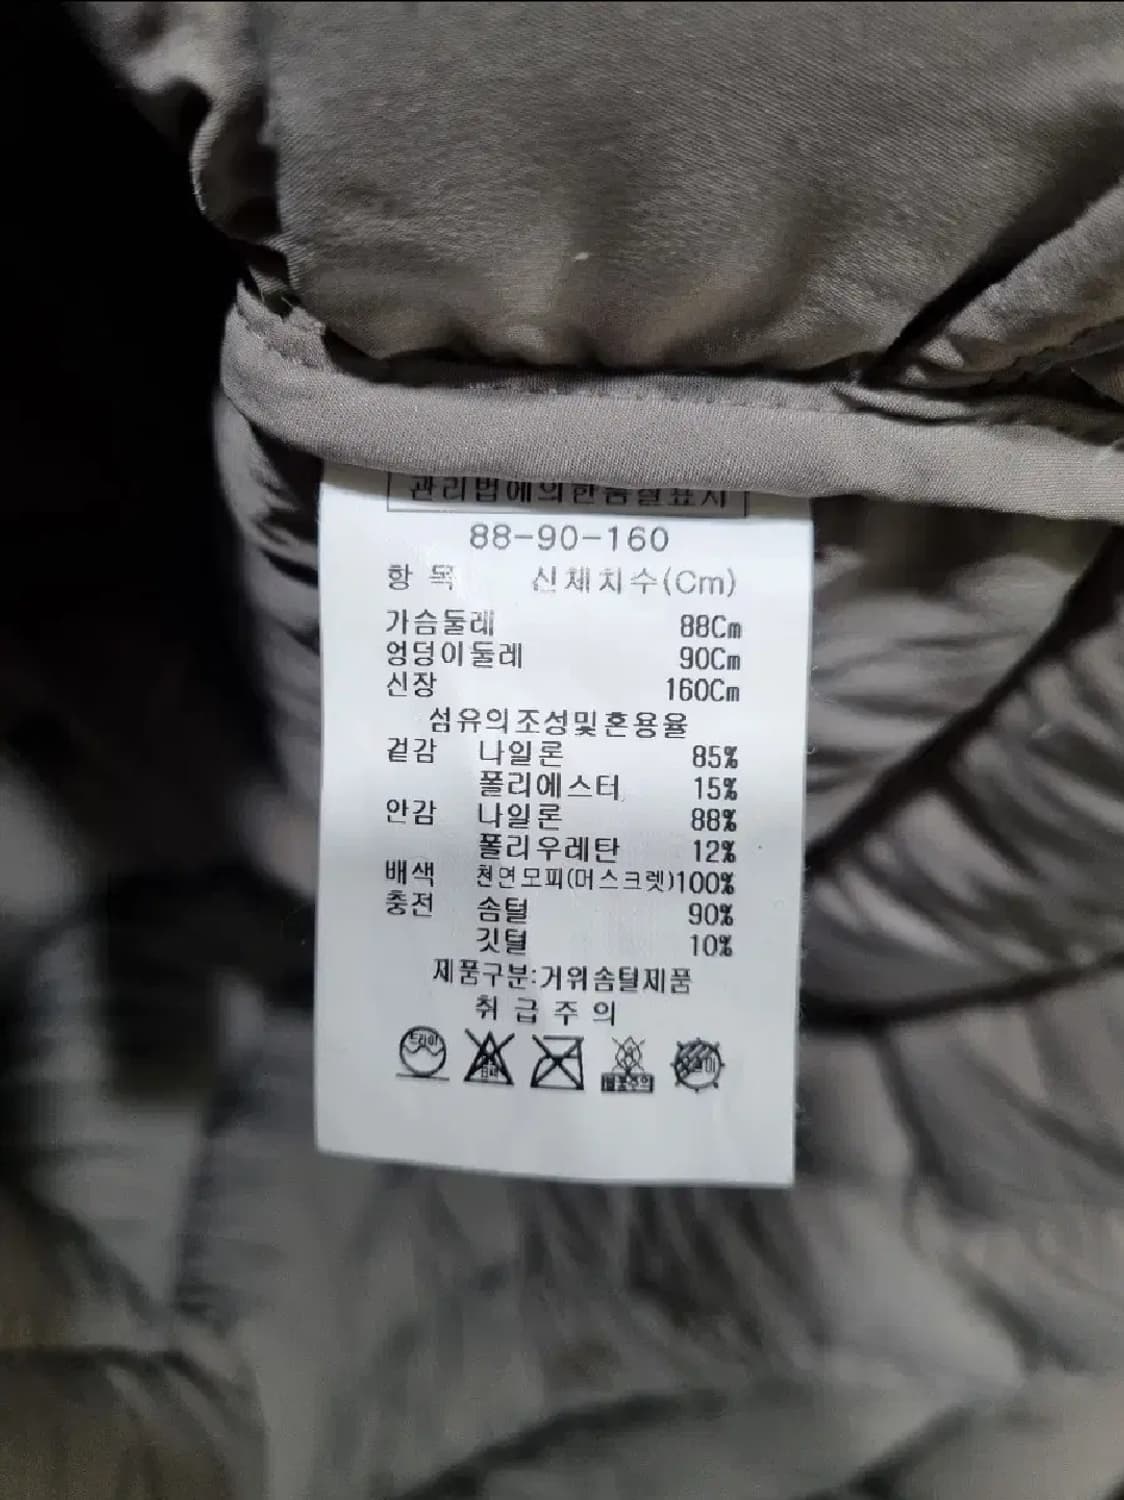 관리법에의한품질표시
88-90-160
항 목 신체치수(Cm)
가슴둘레 88Cm
엉덩이둘레 90Cm
신장 160Cm
섬유의조성및혼용율
겉감 나일론 85%
폴리에스터 15%
안감 나일론 88%
폴리우레탄 12%
배색 천연모피(머스크렛)100%
충전 솜털 90%
깃털 10%
제품구분:거위솜털제품
취 급 주 의
드라이